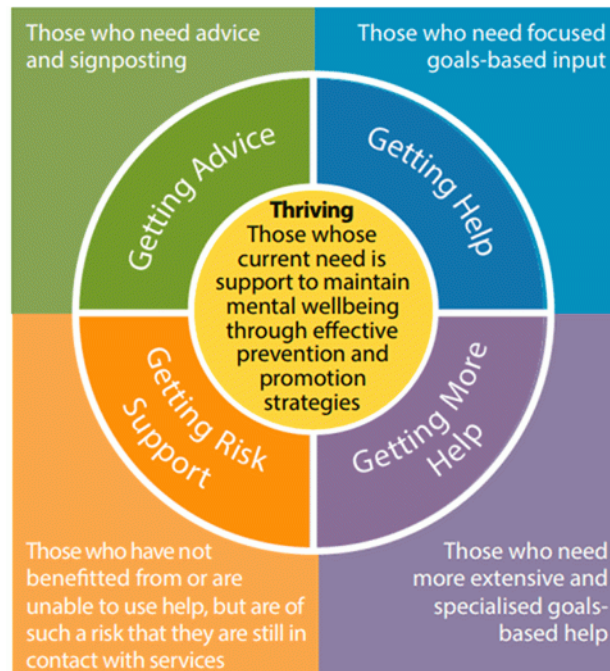 Those who need advice
and signposting
Those who need focused
goals-based input
Getting Advice
Getting Help
Thriving
Those whose
current need is
support to maintain
mental wellbeing
through effective
prevention and
promotion
strategies
Getting Risk
Support
Getting More
Help
Those who have not
benefitted from or are
unable to use help, but are of
such a risk that they are still in
contact with services
Those who need
more extensive and
specialised goals-
based help